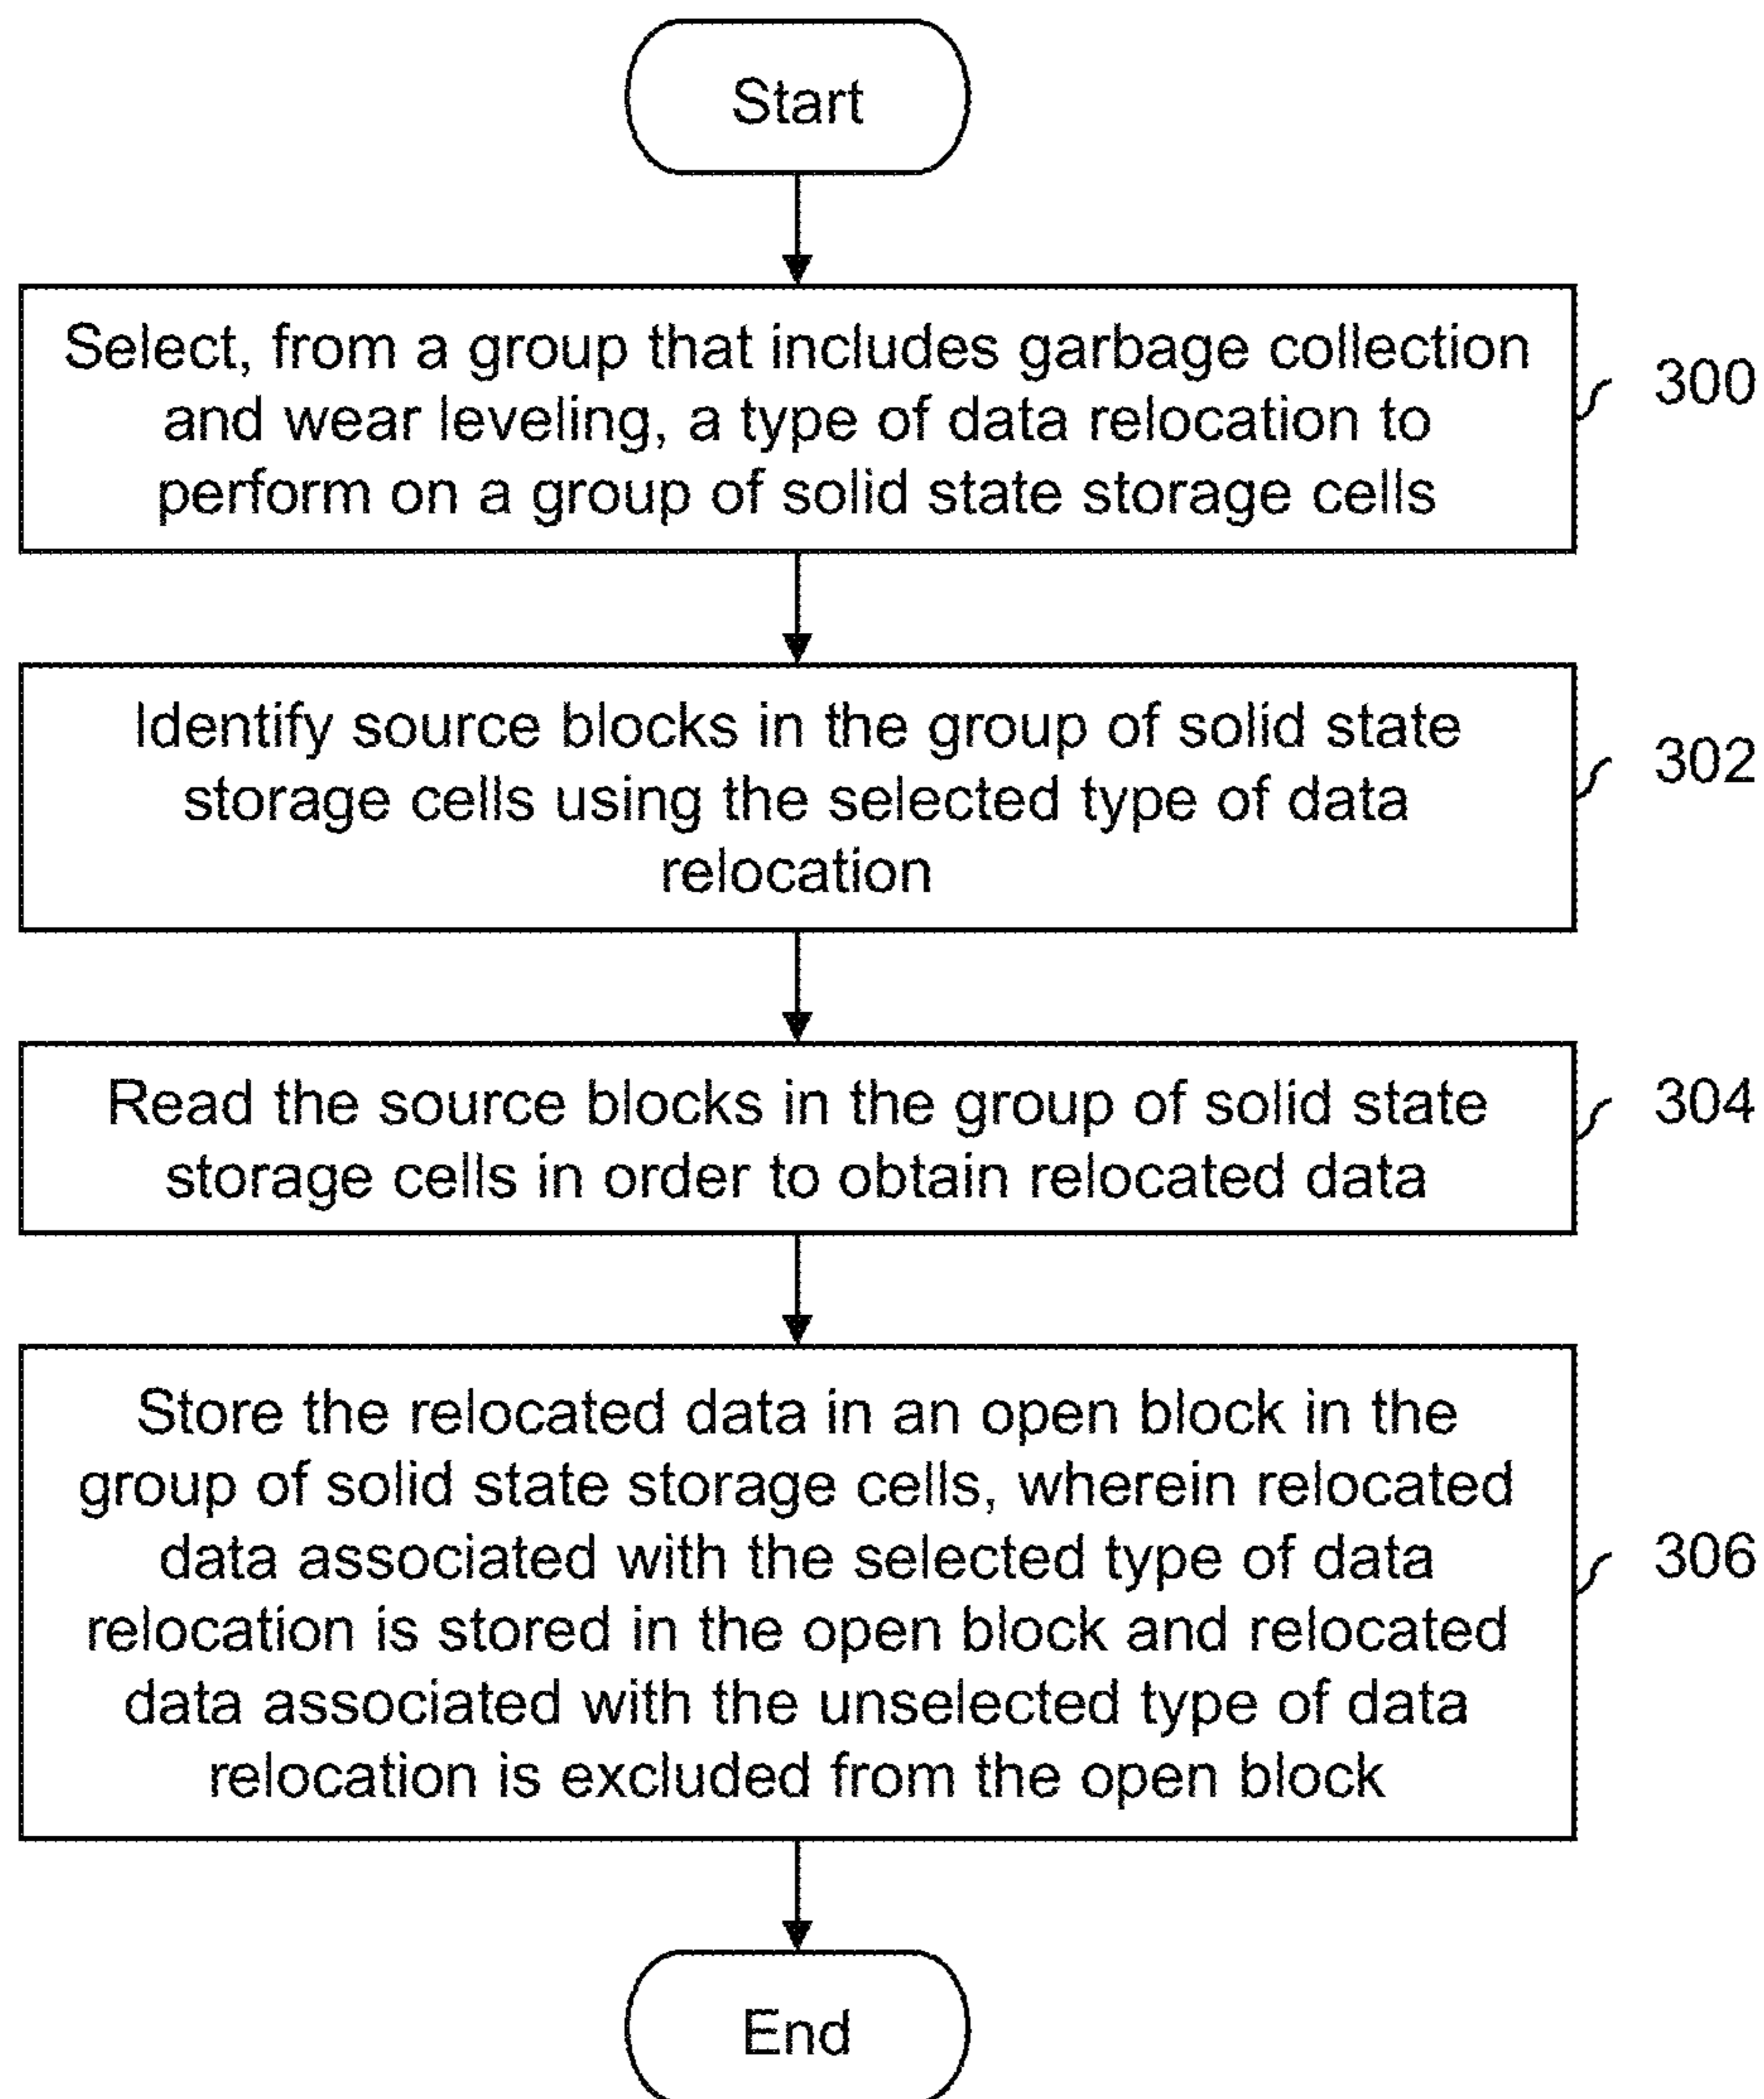 Start
Select, from a group that includes garbage collection
and wear leveling, a type of data relocation to
perform on a group of solid state storage cells
300
Identify source blocks in the group of solid state
storage cells using the selected type of data
relocation
302
Read the source blocks in the group of solid state
storage cells in order to obtain relocated data
304
Store the relocated data in an open block in the
group of solid state storage cells, wherein relocated
data associated with the selected type of data
relocation is stored in the open block and relocated
data associated with the unselected type of data
relocation is excluded from the open block
306
End